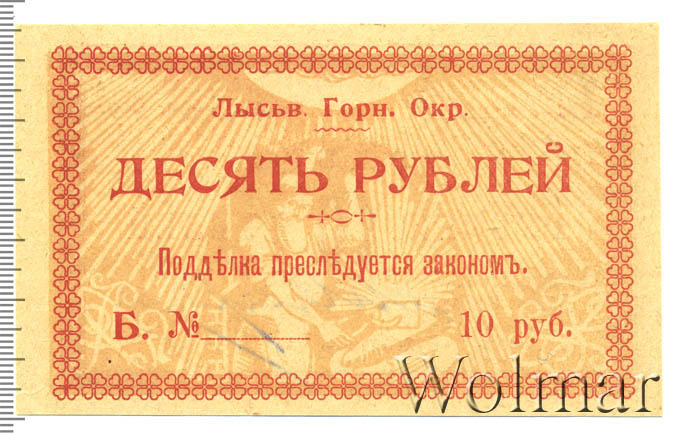 Лысьв. Горн. Окр.
ДЕСЯТЬ РУБЛЕЙ
Поддѣлка преслѣдуется закономъ.
Б. №
10 руб.
Wolmar